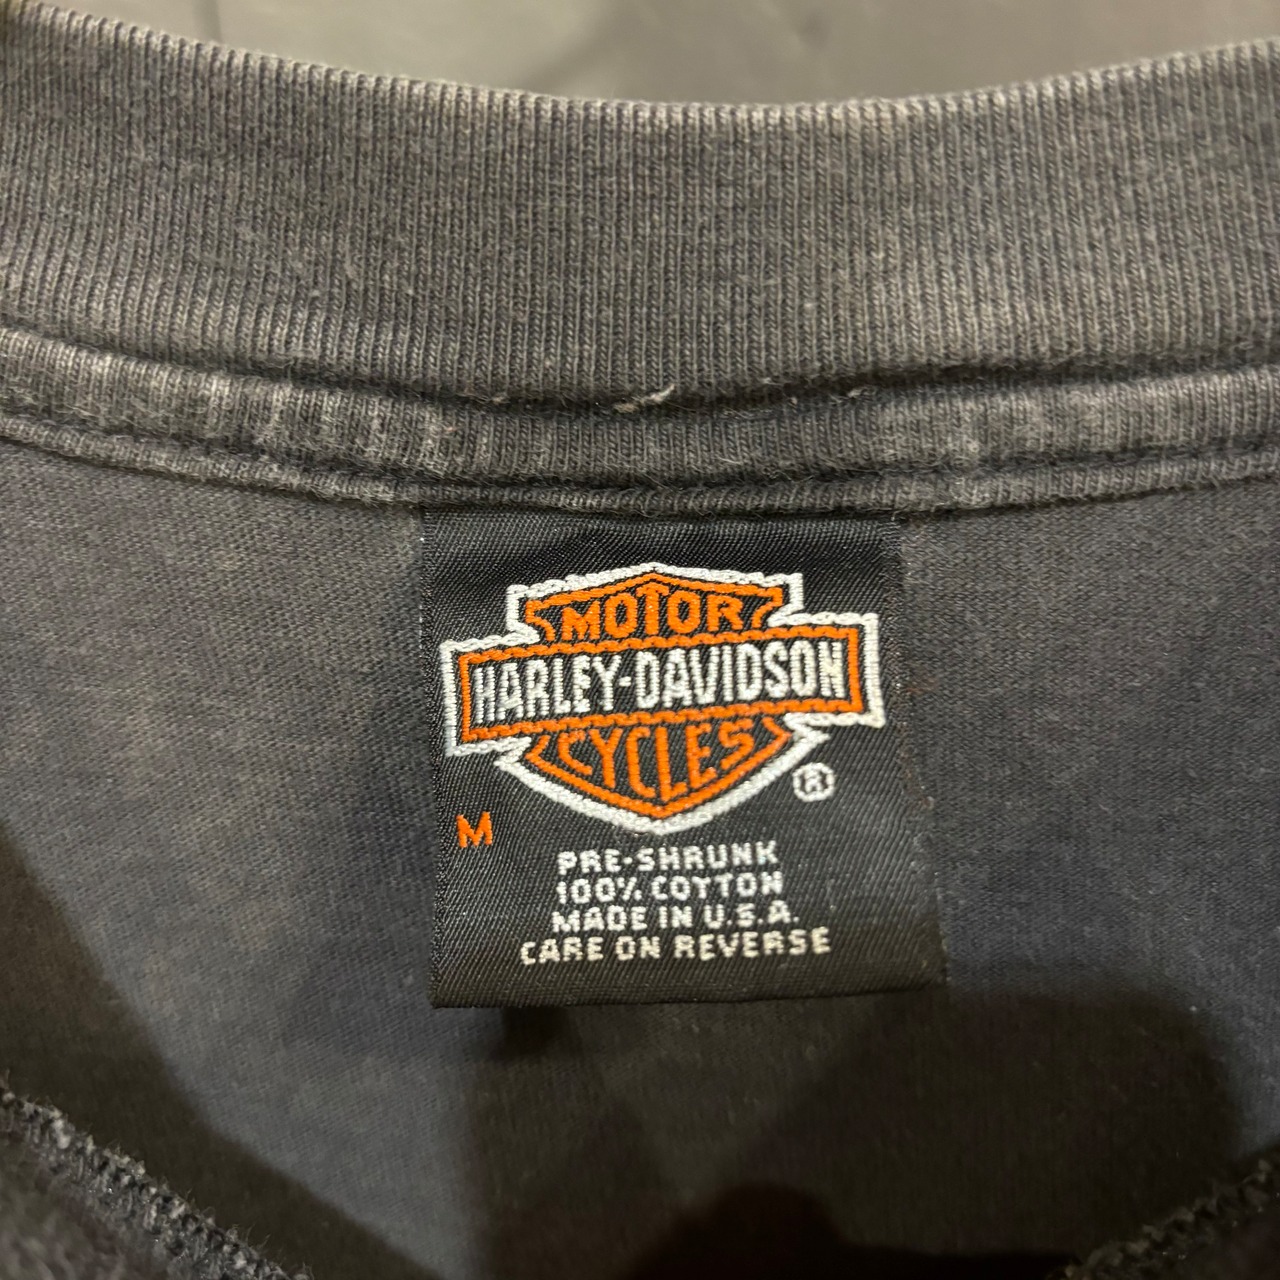 MOTOR
HARLEY-DAVIDSON
CYCLES
®
M
PRE-SHRUNK
100% COTTON
MADE IN U.S.A.
CARE ON REVERSE